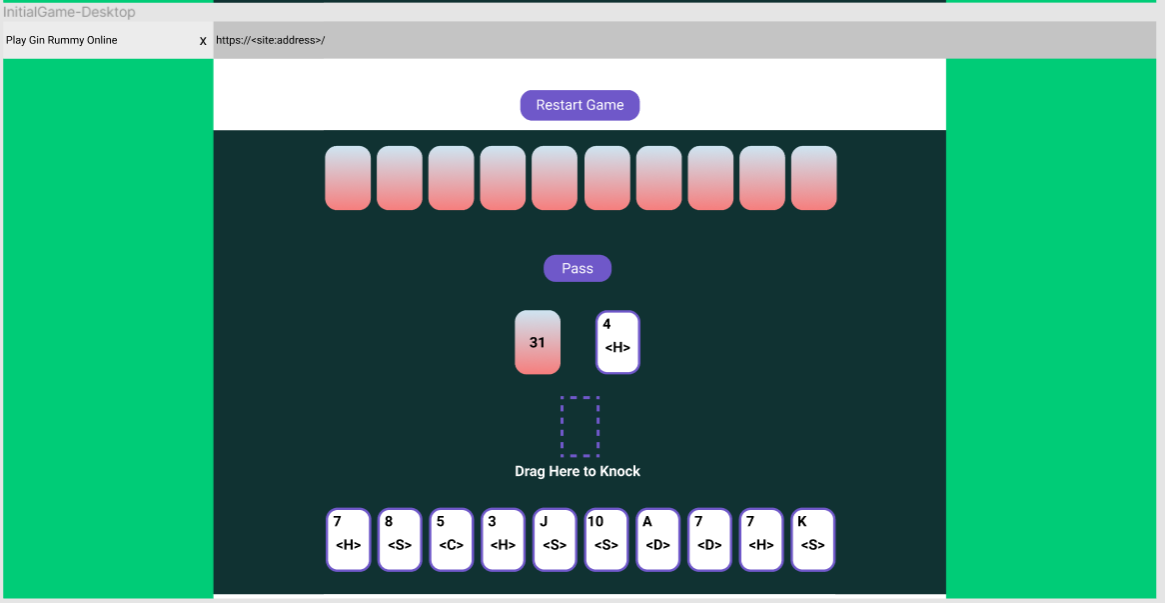 InitialGame-Desktop
Play Gin Rummy Online X https://<site:address>/
Restart Game
Pass
31 4
<H>
Drag Here to Knock
7 8 5 3 J 10 A 7 7 K
<H> <S> <C> <H> <S> <S> <D> <D> <H> <S>